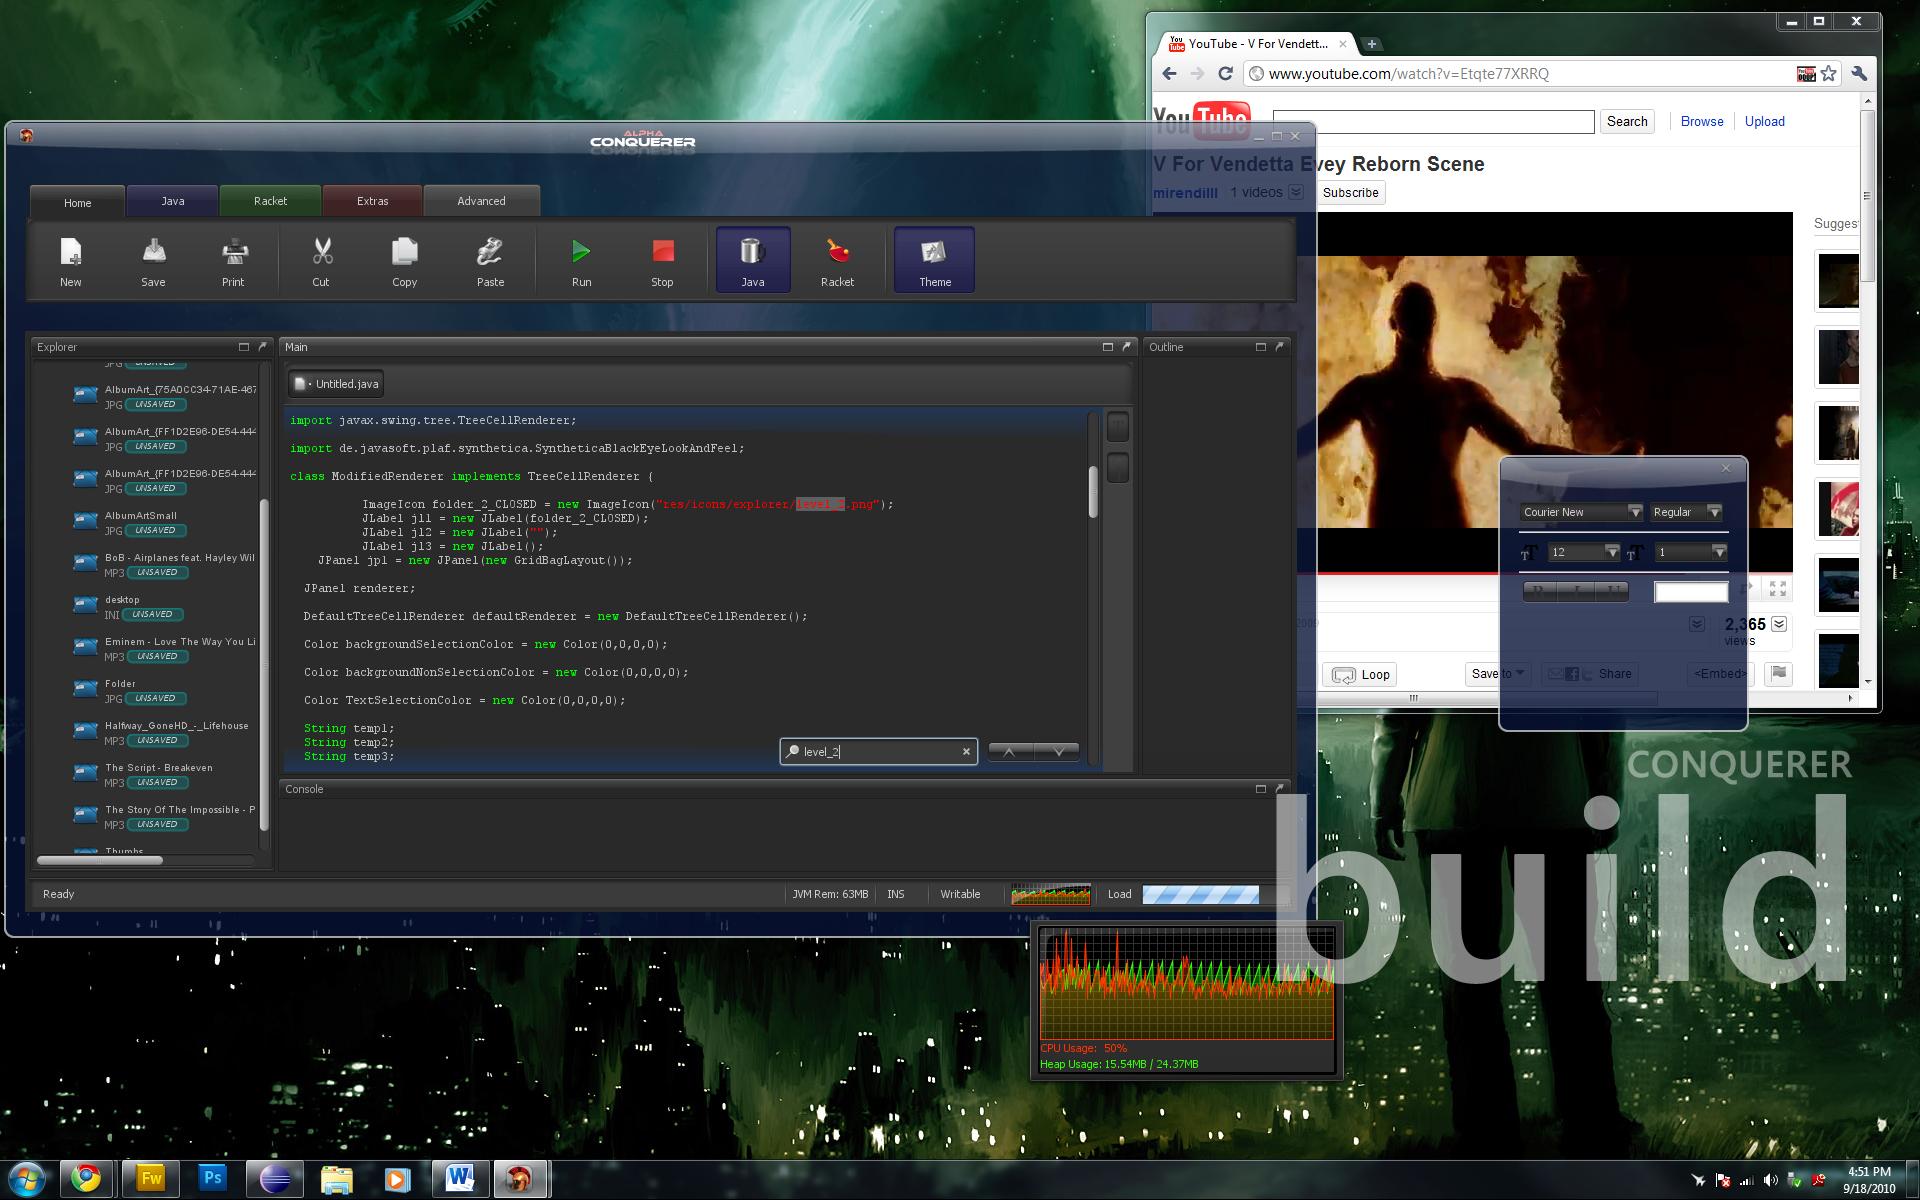 YouTube - V For Vendett...
www.youtube.com/watch?v=Etqte77XRRQ
You Tube
Search
Browse
Upload
V For Vendetta Evey Reborn Scene
mirendilll 1 videos
Subscribe
Suggest
2,365
views
Loop
Save to
Share
<Embed>
ALPHA
CONQUERER
Home
Java
Racket
Extras
Advanced
New
Save
Print
Cut
Copy
Paste
Run
Stop
Java
Racket
Theme
Explorer
JPG UNSAVED
AlbumArt_{75A0CC34-71AE-467
JPG UNSAVED
AlbumArt_{FF1D2E96-DE54-444
JPG UNSAVED
AlbumArt_{FF1D2E96-DE54-444
JPG UNSAVED
AlbumArtSmall
JPG UNSAVED
BoB - Airplanes feat. Hayley Wil
MP3 UNSAVED
desktop
INI UNSAVED
Eminem - Love The Way You Li
MP3 UNSAVED
Folder
JPG UNSAVED
Halfway_GoneHD_-_Lifehouse
MP3 UNSAVED
The Script - Breakeven
MP3 UNSAVED
The Story Of The Impossible - P
MP3 UNSAVED
Thumbs
Main
Untitled.java
import javax.swing.tree.TreeCellRenderer;
import de.javasoft.plaf.synthetica.SyntheticaBlackEyeLookAndFeel;
class ModifiedRenderer implements TreeCellRenderer {
ImageIcon folder_2_CLOSED = new ImageIcon("res/icons/explorer/level_2.png");
JLabel jl1 = new JLabel(folder_2_CLOSED);
JLabel jl2 = new JLabel("");
JLabel jl3 = new JLabel();
JPanel jpl = new JPanel(new GridBagLayout());
JPanel renderer;
DefaultTreeCellRenderer defaultRenderer = new DefaultTreeCellRenderer();
Color backgroundSelectionColor = new Color(0,0,0,0);
Color backgroundNonSelectionColor = new Color(0,0,0,0);
Color TextSelectionColor = new Color(0,0,0,0);
String temp1;
String temp2;
String temp3;
level_2
Outline
Console
Ready
JVM Rem: 63MB
INS
Writable
Load
Courier New
Regular
12
1
B I U
CONQUERER
build
CPU Usage: 50%
Heap Usage: 15.54MB / 24.37MB
Fw
Ps
W
4:51 PM
9/18/2010